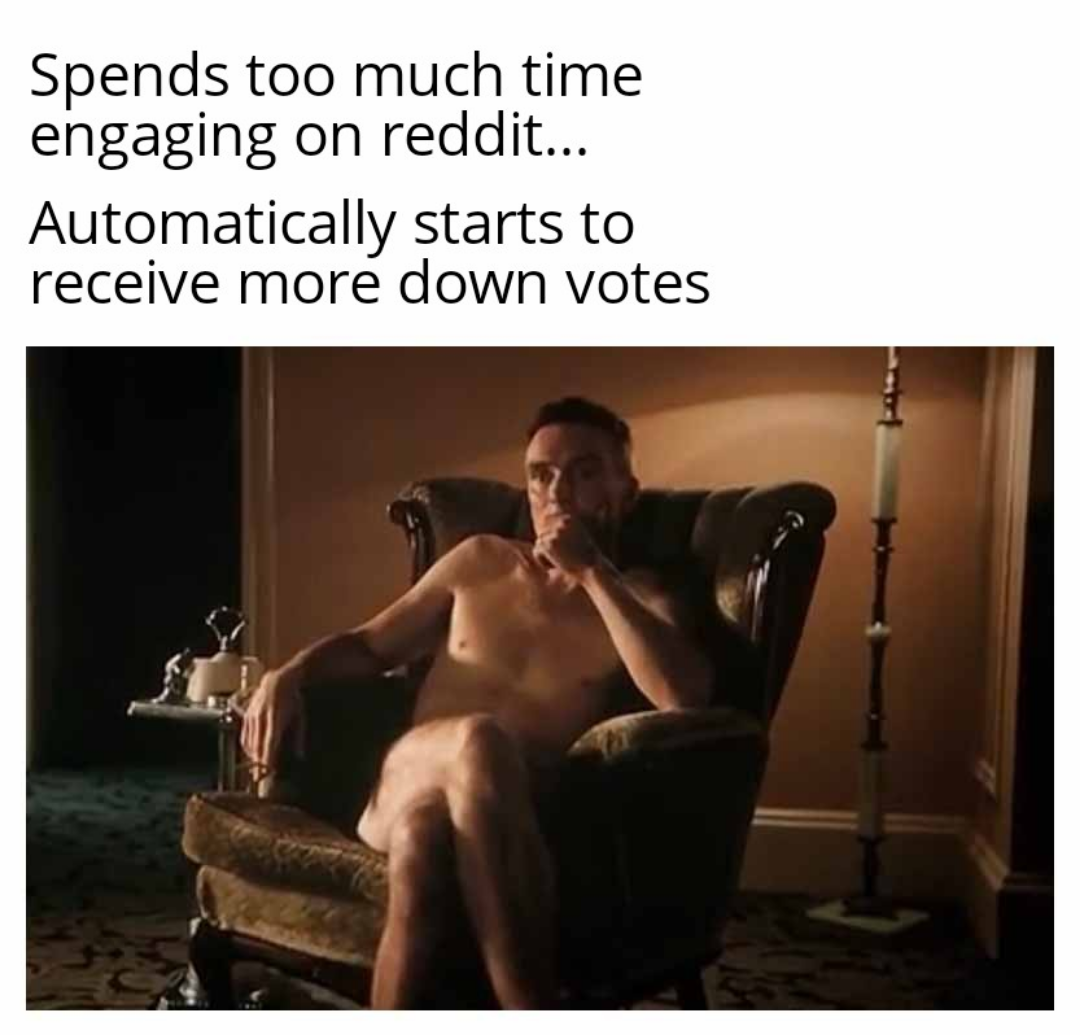 Spends too much time
engaging on reddit...
Automatically starts to
receive more down votes